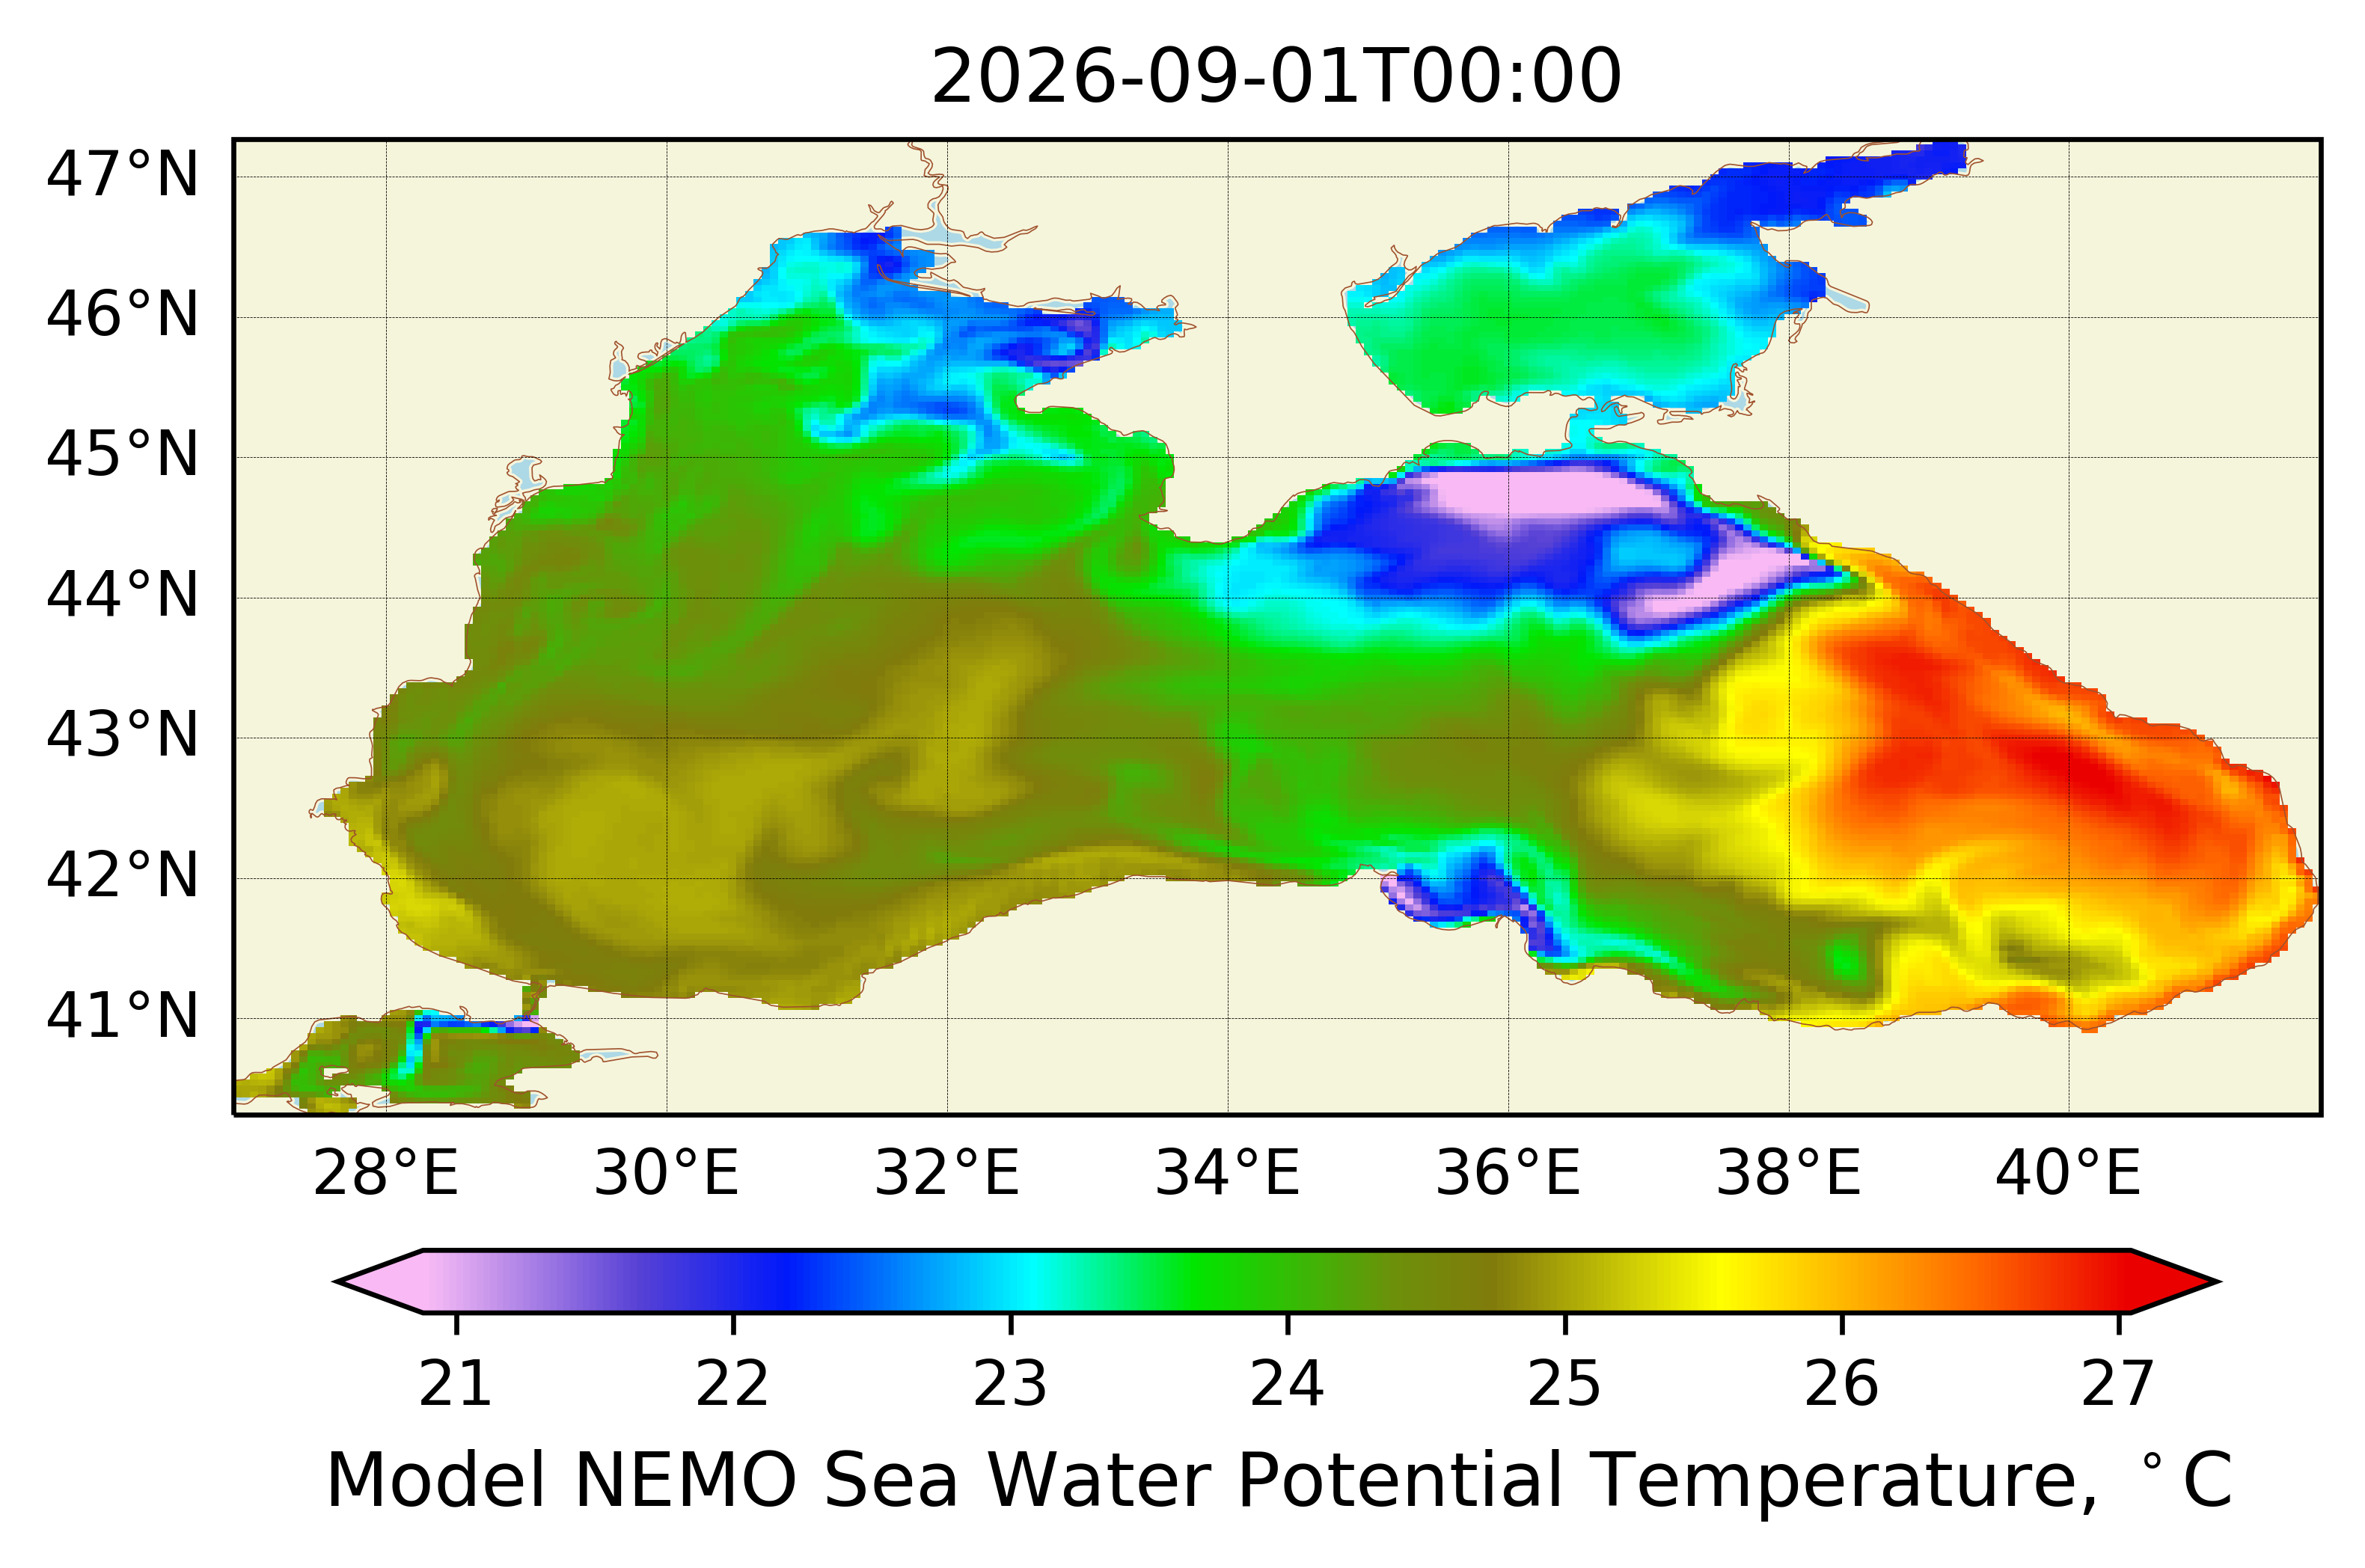 2026-09-01T00:00
47°N
46°N
45°N
44°N
43°N
42°N
41°N
28°E 30°E 32°E 34°E 36°E 38°E 40°E
21 22 23 24 25 26 27
Model NEMO Sea Water Potential Temperature, °C